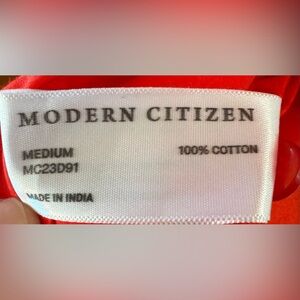 MODERN CITIZEN
MEDIUM 100% COTTON
MC23D91
MADE IN INDIA